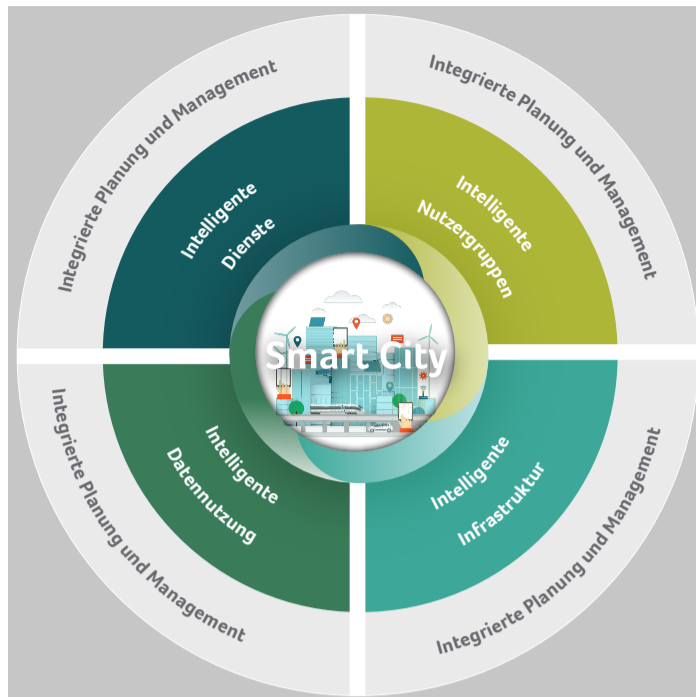 Integrierte Planung und Management
Integrierte Planung und Management
Intelligente
Dienste
Intelligente
Nutzergruppen
Smart City
Intelligente
Datennutzung
Intelligente
Infrastruktur
Integrierte Planung und Management
Integrierte Planung und Management